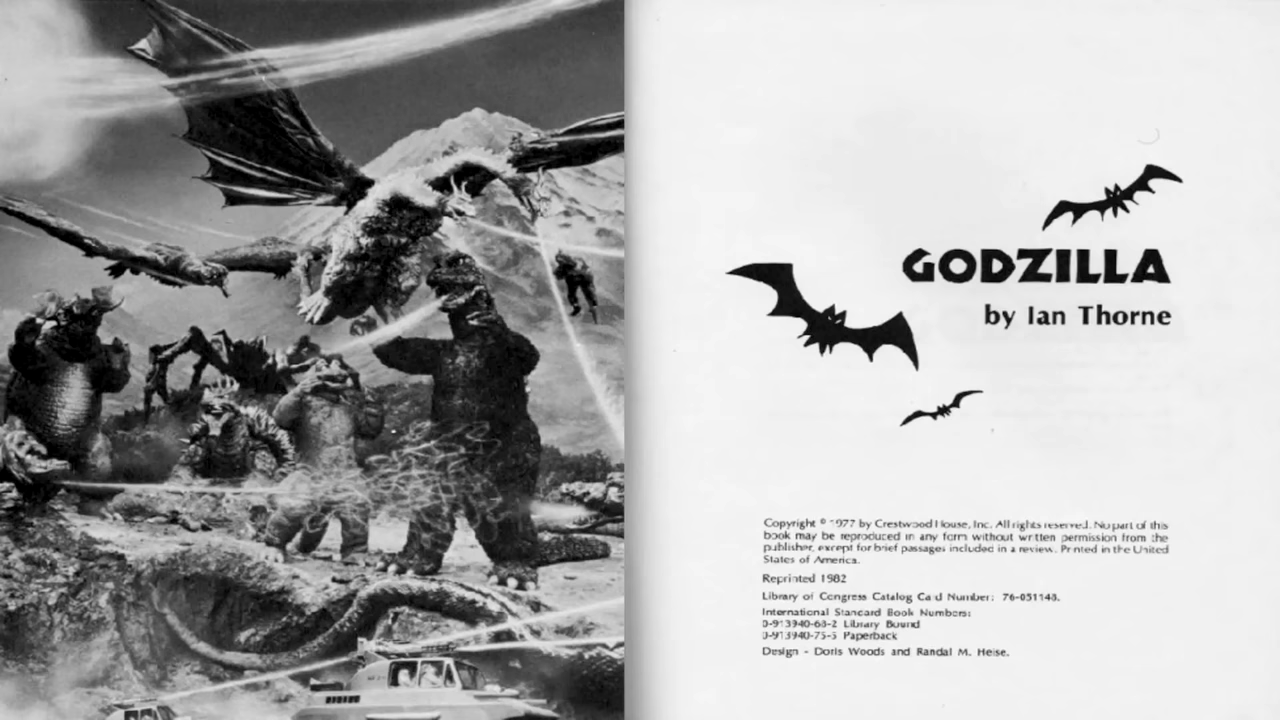 GODZILLA
by Ian Thorne
Copyright © 1977 by Crestwood House, Inc. All rights reserved. No part of this
book may be reproduced in any form without written permission from the
publisher, except for brief passages included in a review. Printed in the United
States of America.
Reprinted 1982
Library of Congress Catalog Card Number: 76-051148.
International Standard Book Numbers:
0-913940-68-2 Library Bound
0-913940-75-5 Paperback
Design - Doris Woods and Randal M. Heise.